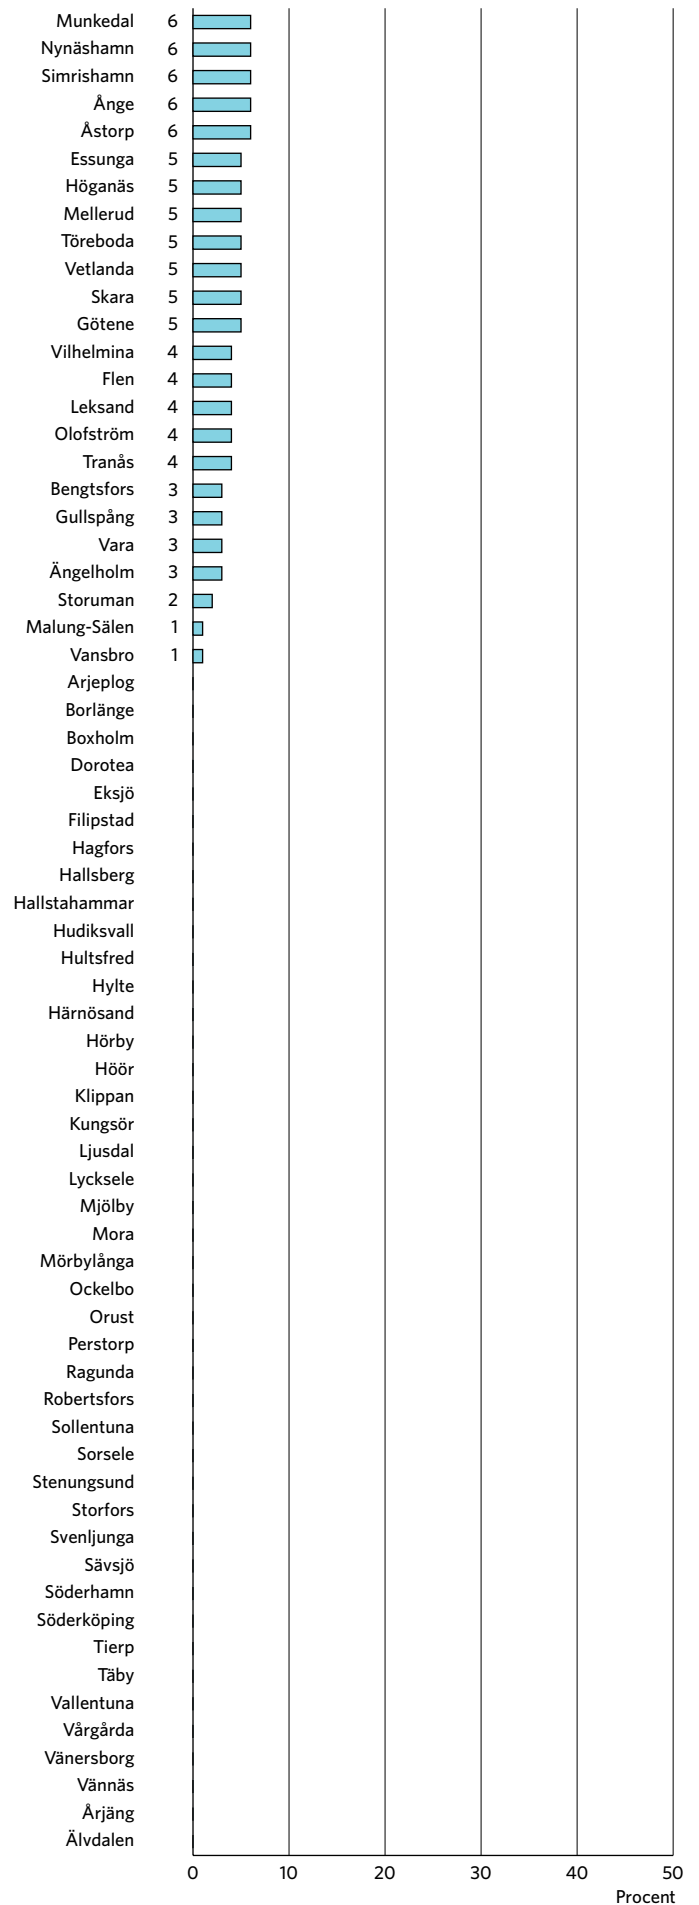 Munkedal 6
Nynäshamn 6
Simrishamn 6
Ånge 6
Åstorp 6
Essunga 5
Höganäs 5
Mellerud 5
Töreboda 5
Vetlanda 5
Skara 5
Götene 5
Vilhelmina 4
Flen 4
Leksand 4
Olofström 4
Tranås 4
Bengtsfors 3
Gullspång 3
Vara 3
Ängelholm 3
Storuman 2
Malung-Sälen 1
Vansbro 1
Arjeplog
Borlänge
Boxholm
Dorotea
Eksjö
Filipstad
Hagfors
Hallsberg
Hallstahammar
Hudiksvall
Hultsfred
Hylte
Härnösand
Hörby
Höör
Klippan
Kungsör
Ljusdal
Lycksele
Mjölby
Mora
Mörbylånga
Ockelbo
Orust
Perstorp
Ragunda
Robertsfors
Sollentuna
Sorsele
Stenungsund
Storfors
Svenljunga
Sävsjö
Söderhamn
Söderköping
Tierp
Täby
Vallentuna
Vårgårda
Vänersborg
Vännäs
Årjäng
Älvdalen
0 10 20 30 40 50
Procent